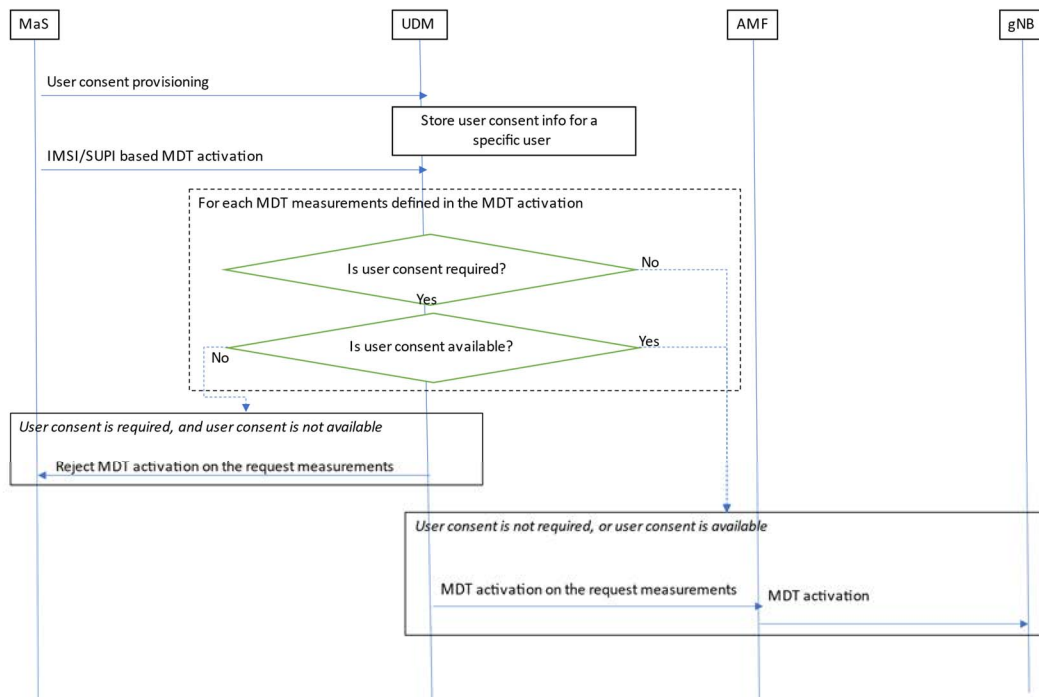 MaS
UDM
AMF
gNB
User consent provisioning
Store user consent info for a
specific user
IMSI/SUPI based MDT activation
For each MDT measurements defined in the MDT activation
Is user consent required?
No
Yes
Is user consent available?
Yes
No
User consent is required, and user consent is not available
Reject MDT activation on the request measurements
User consent is not required, or user consent is available
MDT activation on the request measurements
MDT activation